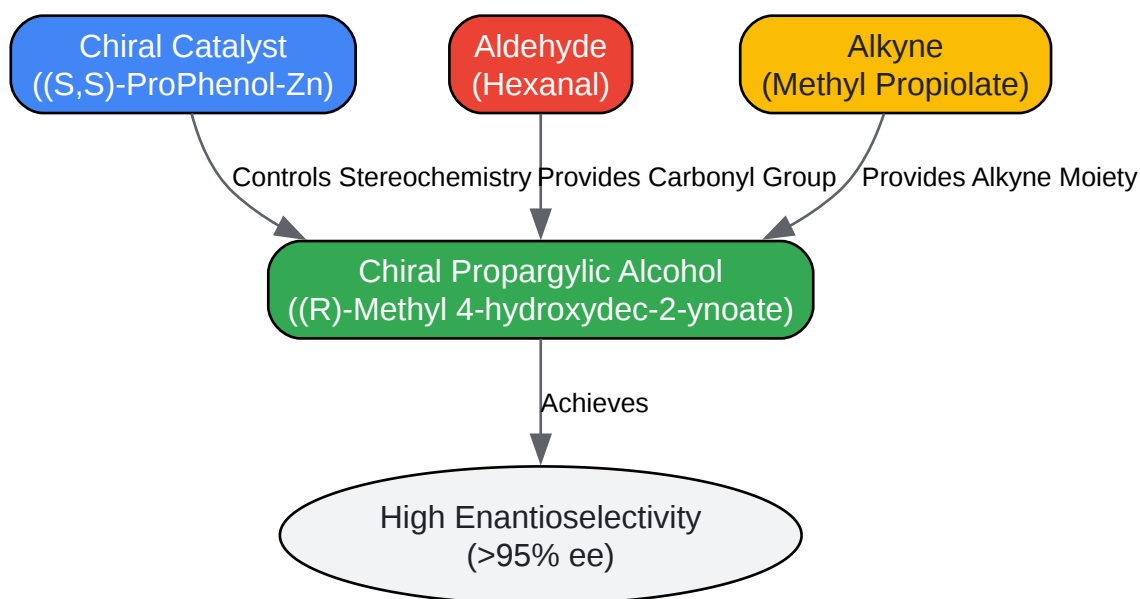 Chiral Catalyst
((S,S)-ProPhenol-Zn)
Aldehyde
(Hexanal)
Alkyne
(Methyl Propiolate)
Controls Stereochemistry
Provides Carbonyl Group
Provides Alkyne Moiety
Chiral Propargylic Alcohol
((R)-Methyl 4-hydroxydec-2-ynoate)
Achieves
High Enantioselectivity
(>95% ee)